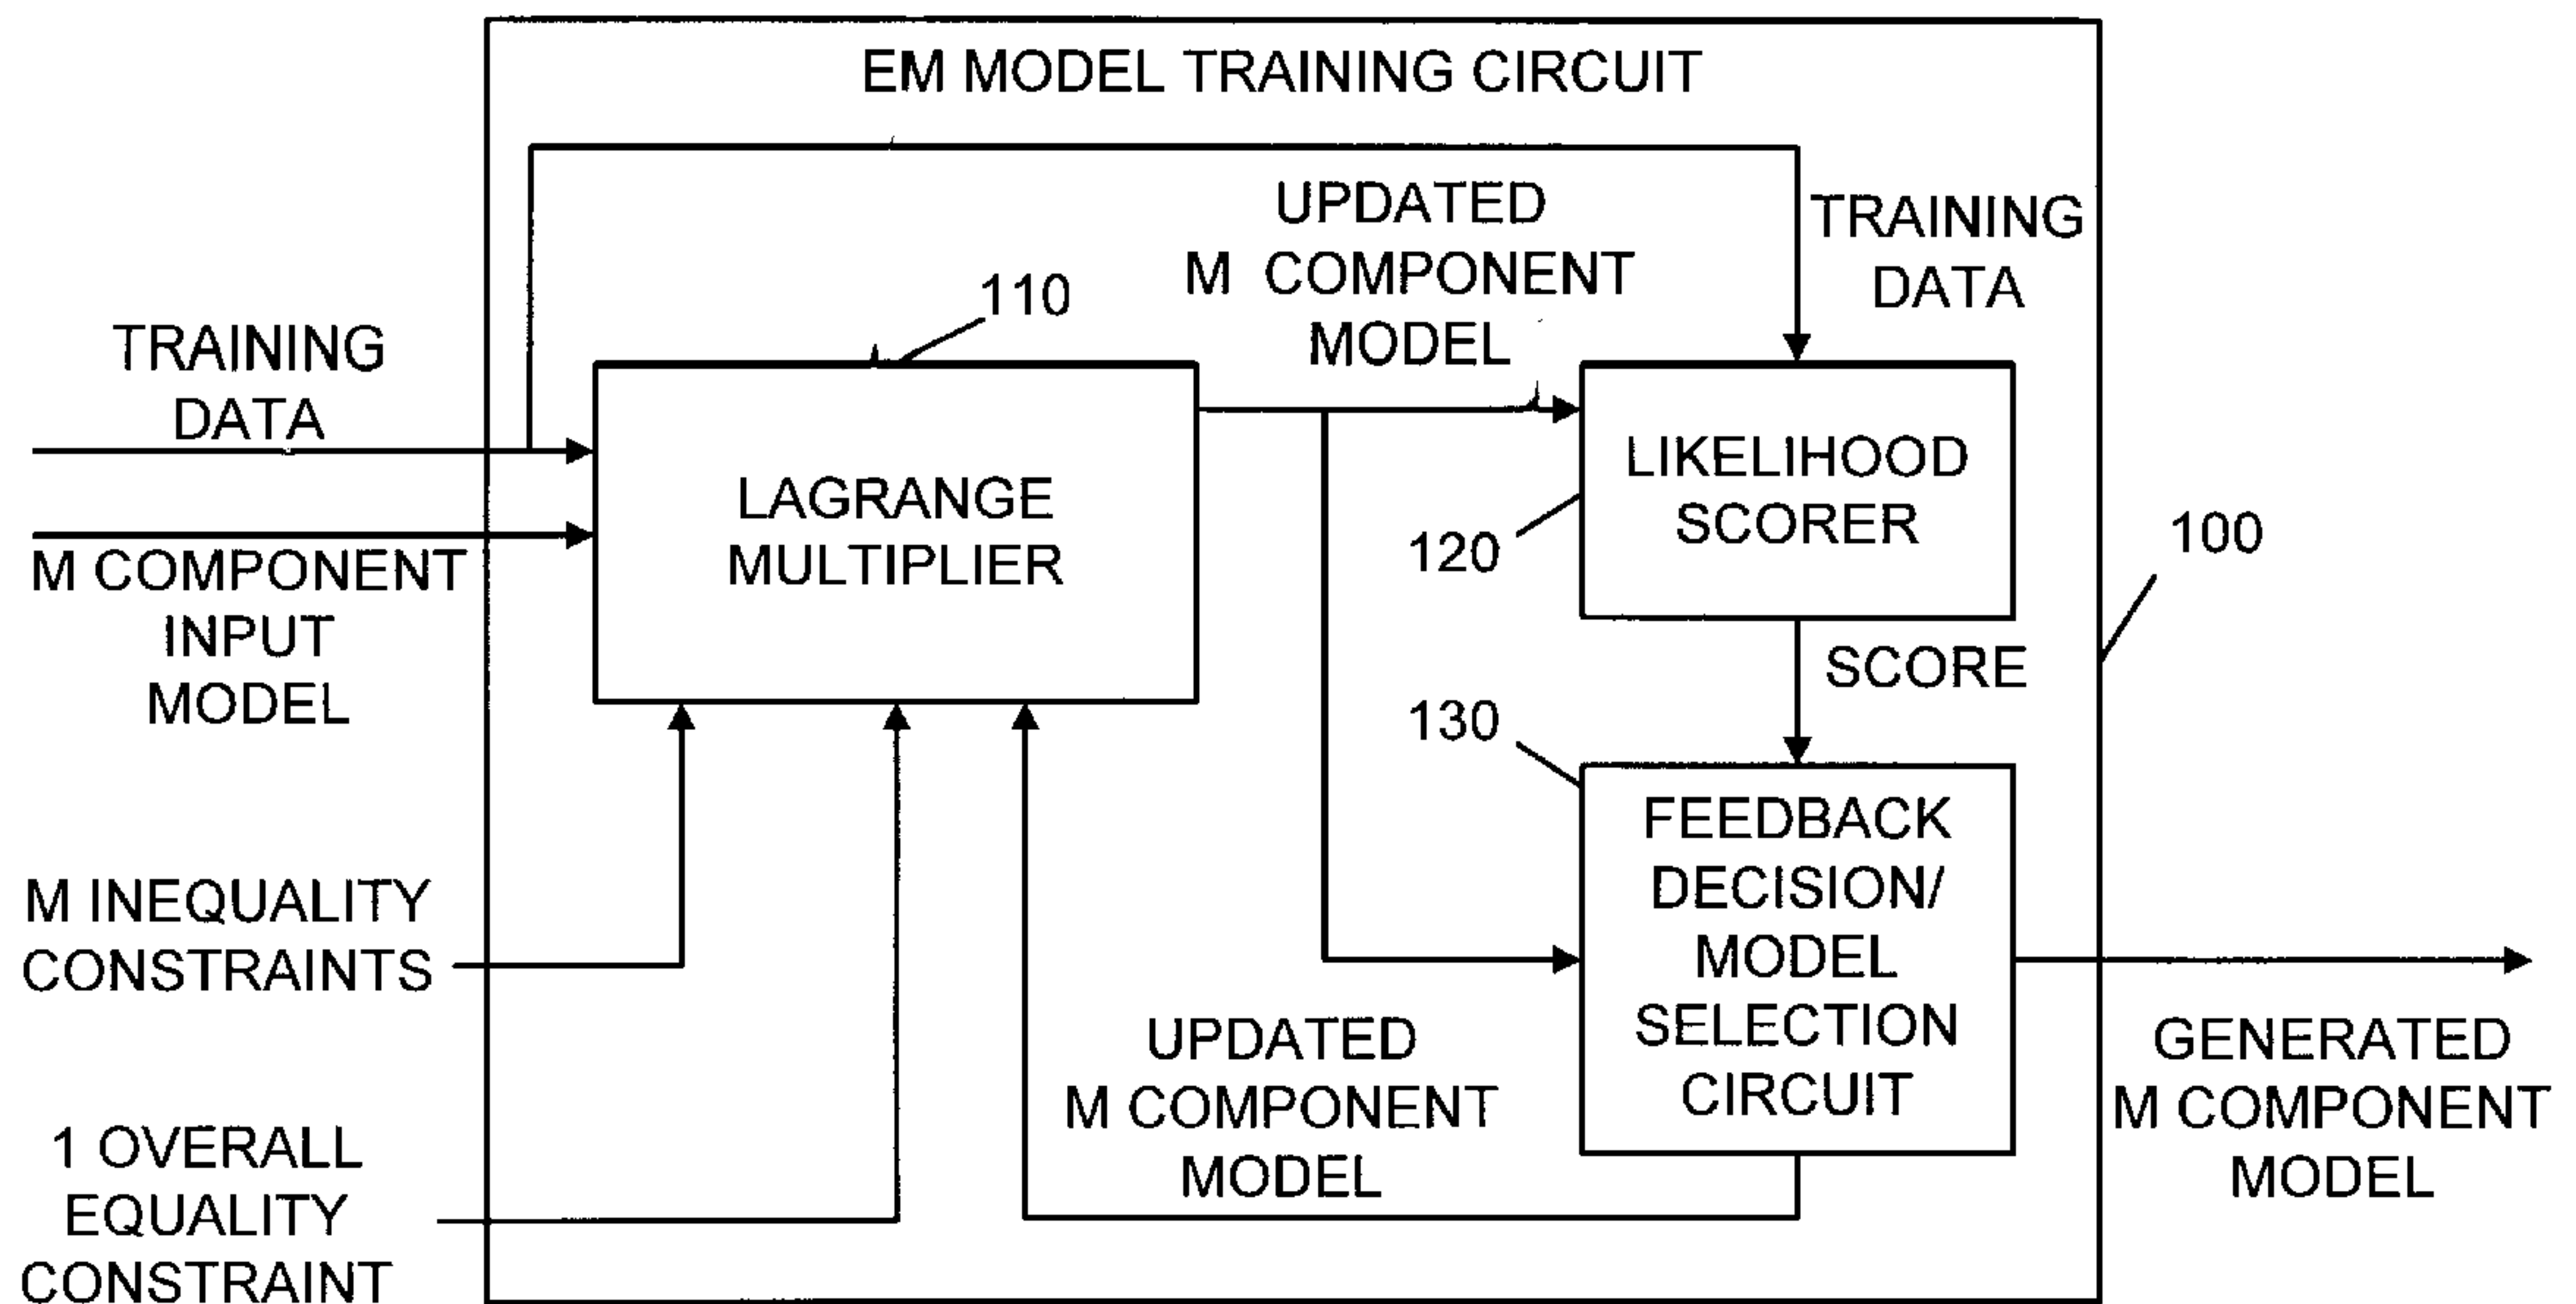 EM MODEL TRAINING CIRCUIT
UPDATED
M COMPONENT
MODEL
TRAINING
DATA
110
TRAINING
DATA
LAGRANGE
MULTIPLIER
LIKELIHOOD
SCORER
120
100
M COMPONENT
INPUT
MODEL
SCORE
130
FEEDBACK
DECISION/
MODEL
SELECTION
CIRCUIT
M INEQUALITY
CONSTRAINTS
UPDATED
M COMPONENT
MODEL
GENERATED
M COMPONENT
MODEL
1 OVERALL
EQUALITY
CONSTRAINT